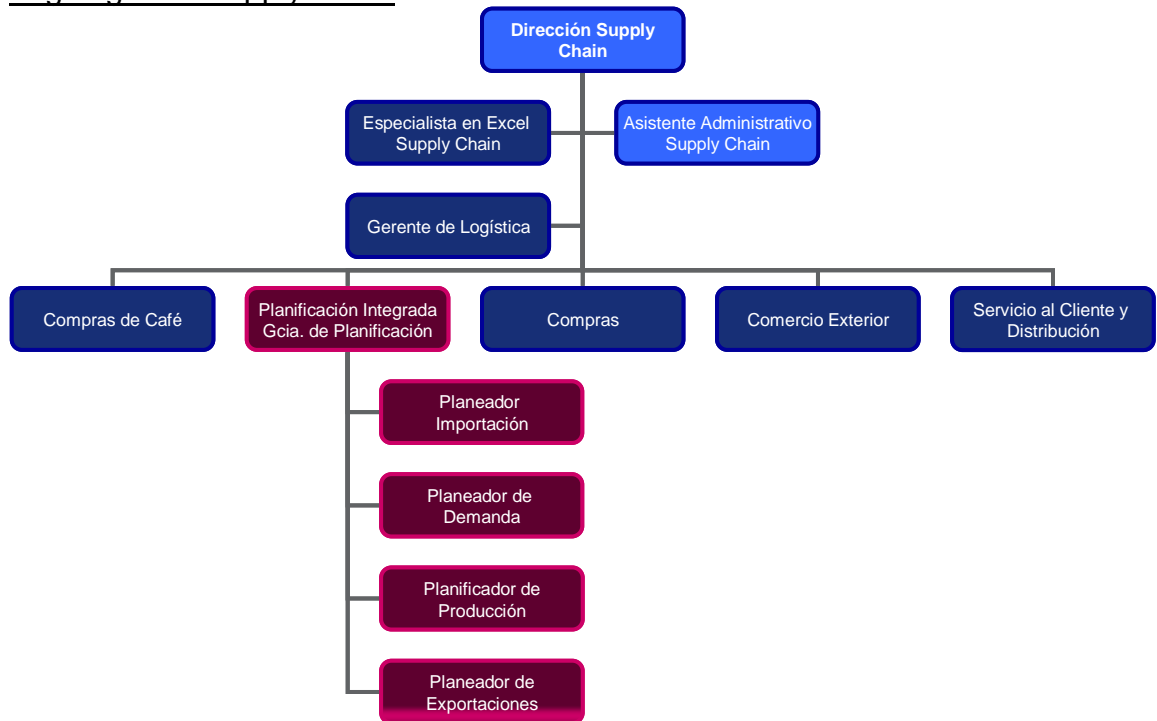 Dirección Supply
Chain
Especialista en Excel
Supply Chain
Asistente Administrativo
Supply Chain
Gerente de Logística
Compras de Café
Planificación Integrada
Gcia. de Planificación
Compras
Comercio Exterior
Servicio al Cliente y
Distribución
Planeador
Importación
Planeador de
Demanda
Planificador de
Producción
Planeador de
Exportaciones